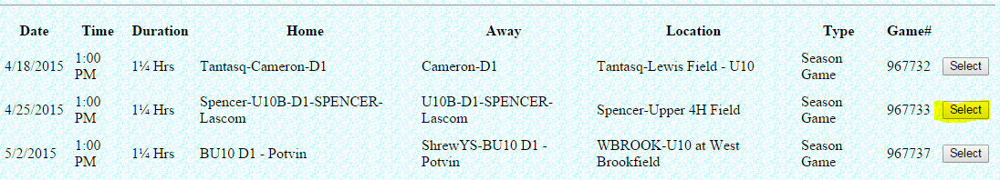 Date Time Duration Home Away Location Type Game#
4/18/2015 1:00 PM 1¼ Hrs Tantasq-Cameron-D1 Cameron-D1 Tantasq-Lewis Field - U10 Season Game 967732 Select
4/25/2015 1:00 PM 1¼ Hrs Spencer-U10B-D1-SPENCER-Lascom U10B-D1-SPENCER-Lascom Spencer-Upper 4H Field Season Game 967733 Select
5/2/2015 1:00 PM 1¼ Hrs BU10 D1 - Potvin ShrewYS-BU10 D1 - Potvin WBROOK-U10 at West Brookfield Season Game 967737 Select